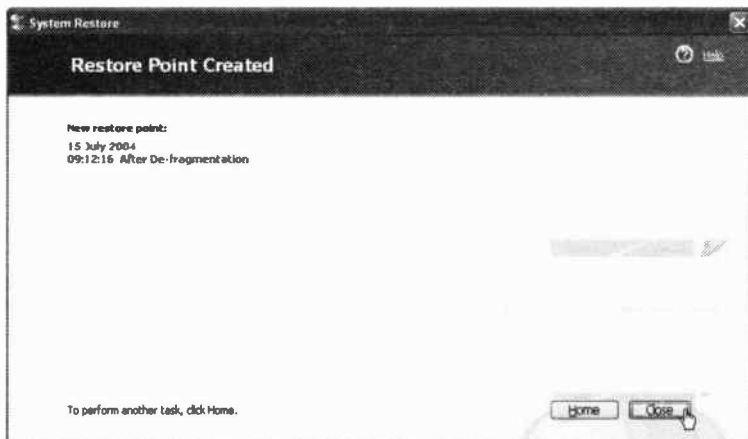 System Restore
Restore Point Created
Help
New restore point:
15 July 2004
09:12:16 After De-fragmentation
To perform another task, click Home.
Home
Close